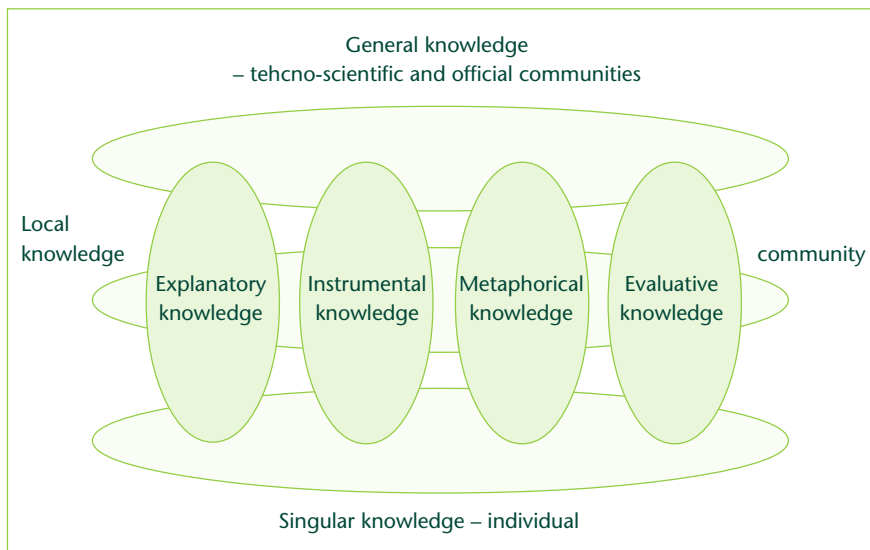 General knowledge
– tehcno-scientific and official communities
Local
knowledge
community
Explanatory
knowledge
Instrumental
knowledge
Metaphorical
knowledge
Evaluative
knowledge
Singular knowledge – individual